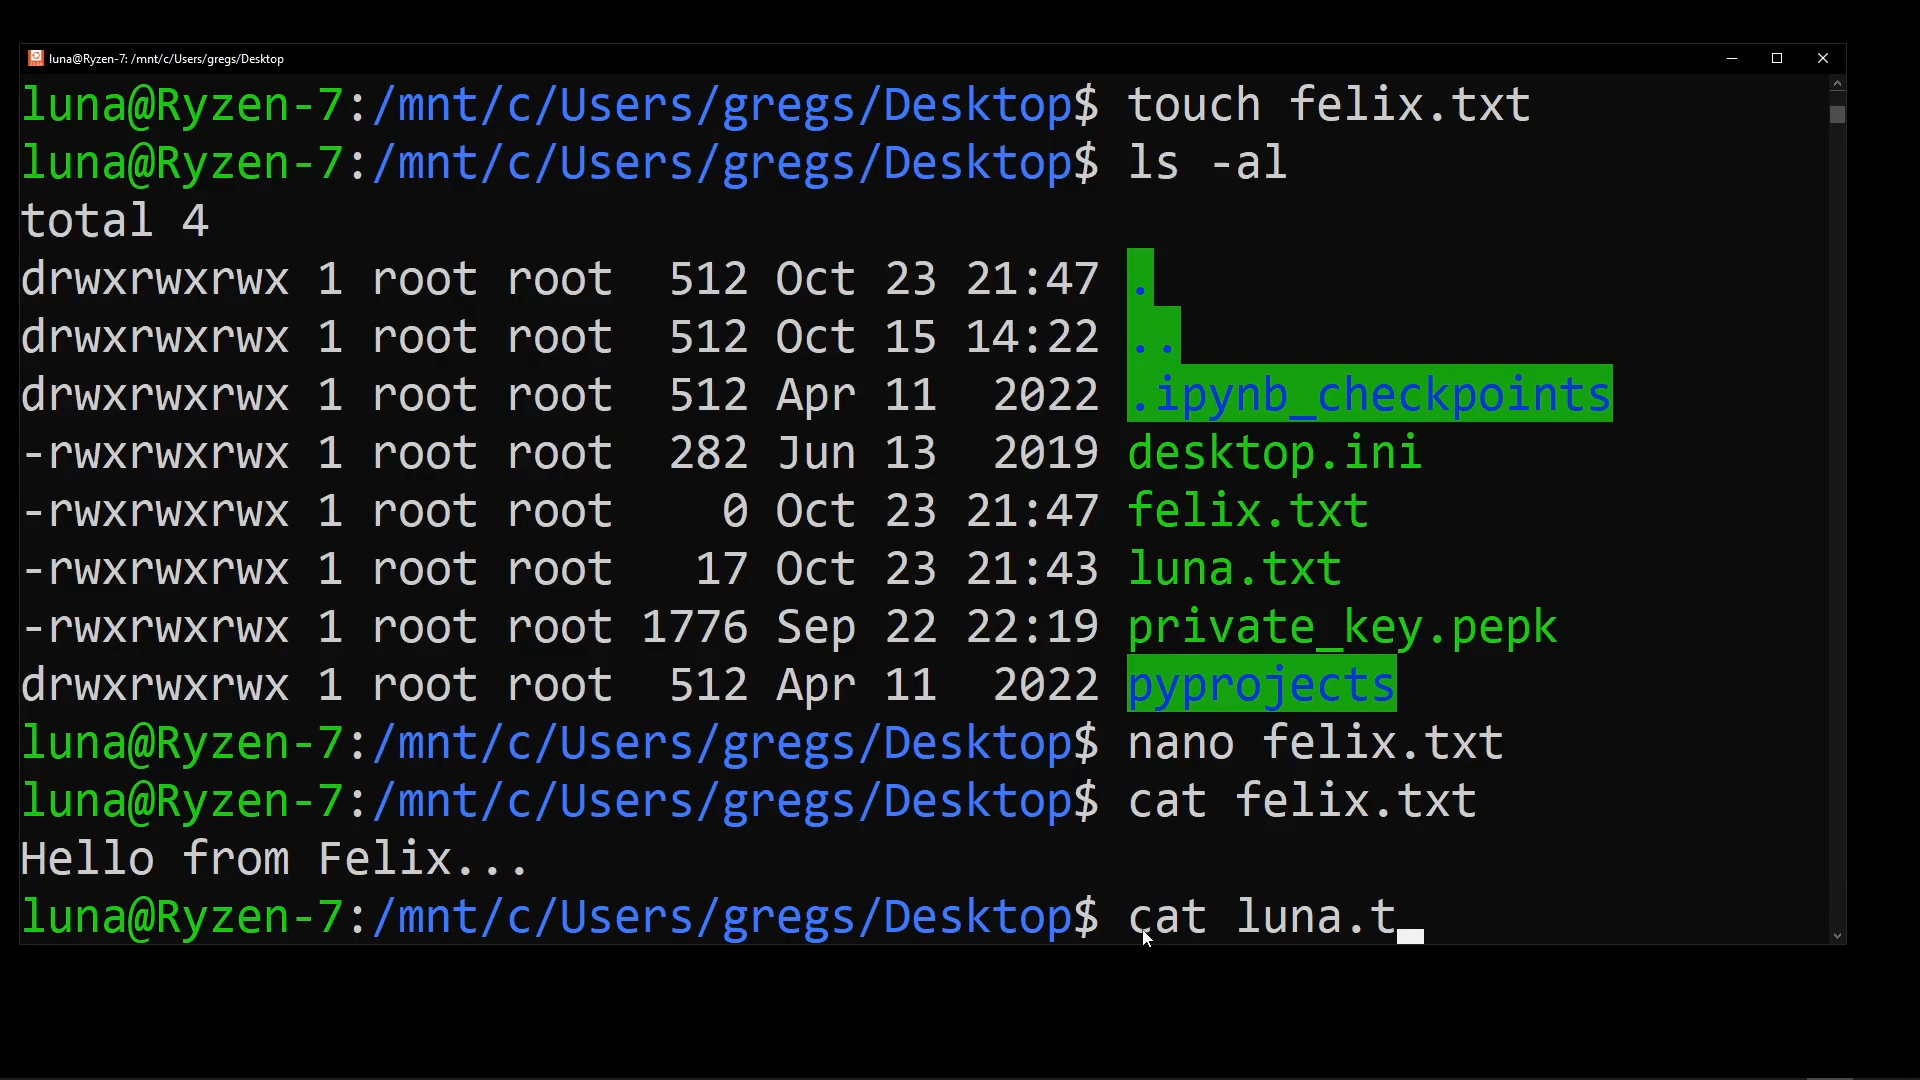 luna@Ryzen-7: /mnt/c/Users/gregs/Desktop
luna@Ryzen-7:/mnt/c/Users/gregs/Desktop$ touch felix.txt
luna@Ryzen-7:/mnt/c/Users/gregs/Desktop$ ls -al
total 4
drwxrwxrwx 1 root root  512 Oct 23 21:47 .
drwxrwxrwx 1 root root  512 Oct 15 14:22 ..
drwxrwxrwx 1 root root  512 Apr 11  2022 .ipynb_checkpoints
-rwxrwxrwx 1 root root  282 Jun 13  2019 desktop.ini
-rwxrwxrwx 1 root root    0 Oct 23 21:47 felix.txt
-rwxrwxrwx 1 root root   17 Oct 23 21:43 luna.txt
-rwxrwxrwx 1 root root 1776 Sep 22 22:19 private_key.pepk
drwxrwxrwx 1 root root  512 Apr 11  2022 pyprojects
luna@Ryzen-7:/mnt/c/Users/gregs/Desktop$ nano felix.txt
luna@Ryzen-7:/mnt/c/Users/gregs/Desktop$ cat felix.txt
Hello from Felix...
luna@Ryzen-7:/mnt/c/Users/gregs/Desktop$ cat luna.t